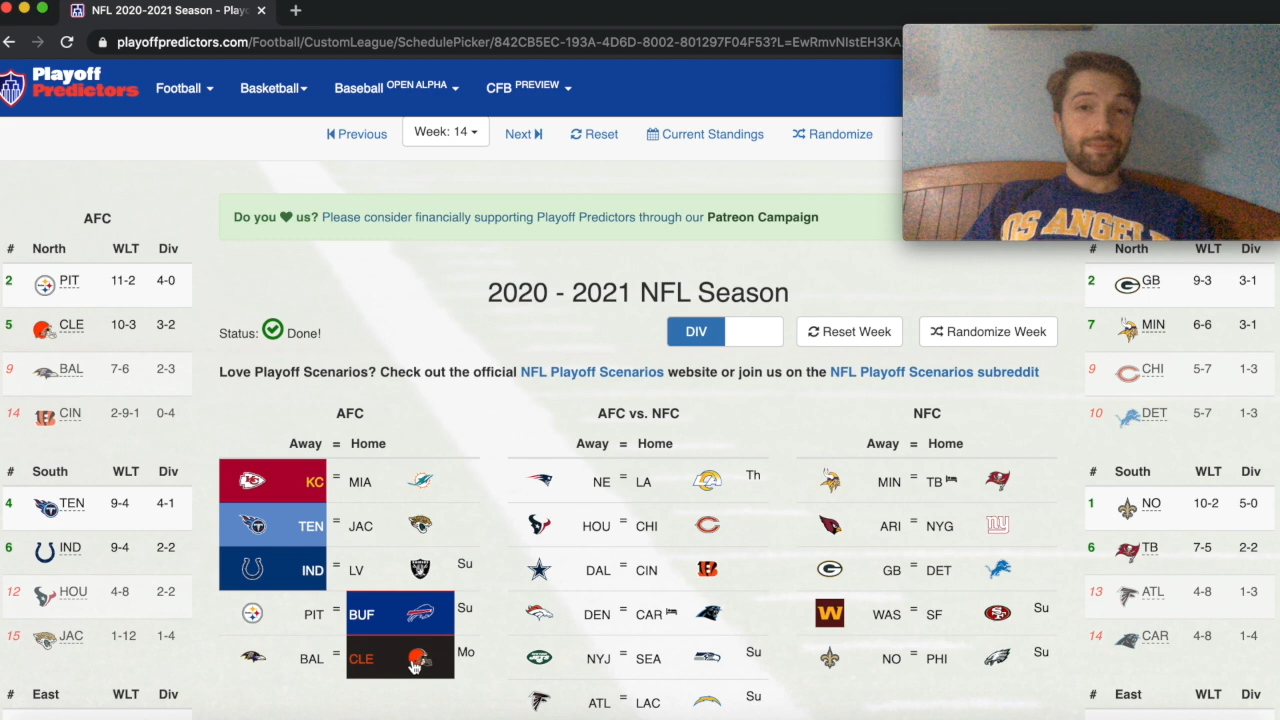 NFL 2020-2021 Season - Playo
playoffpredictors.com/Football/CustomLeague/SchedulePicker/842CB5EC-193A-4D6D-8002-801297F04F53?L=EwRmvNIstEH3KA
Playoff
Predictors
Football Basketball Baseball OPEN ALPHA CFB PREVIEW
Previous Week: 14 Next Reset Current Standings Randomize
Do you us? Please consider financially supporting Playoff Predictors through our Patreon Campaign
OS ANGEL
2020 - 2021 NFL Season
Status: Done! DIV Reset Week Randomize Week
Love Playoff Scenarios? Check out the official NFL Playoff Scenarios website or join us on the NFL Playoff Scenarios subreddit
AFC
# North WLT Div
2 PIT 11-2 4-0
5 CLE 10-3 3-2
9 BAL 7-6 2-3
14 CIN 2-9-1 0-4
# South WLT Div
4 TEN 9-4 4-1
6 IND 9-4 2-2
12 HOU 4-8 2-2
15 JAC 1-12 1-4
# East WLT Div
AFC
Away = Home
KC = MIA
TEN = JAC
IND = LV Su
PIT = BUF Su
BAL = CLE Mo
AFC vs. NFC
Away = Home
NE = LA Th
HOU = CHI
DAL = CIN
DEN = CAR
NYJ = SEA Su
ATL = LAC Su
NFC
Away = Home
MIN = TB
ARI = NYG
GB = DET
W WAS = SF Su
NO = PHI Su
# North WLT Div
2 GB 9-3 3-1
7 MIN 6-6 3-1
9 CHI 5-7 1-3
10 DET 5-7 1-3
# South WLT Div
1 NO 10-2 5-0
6 TB 7-5 2-2
13 ATL 4-8 1-3
14 CAR 4-8 1-4
# East WLT Div